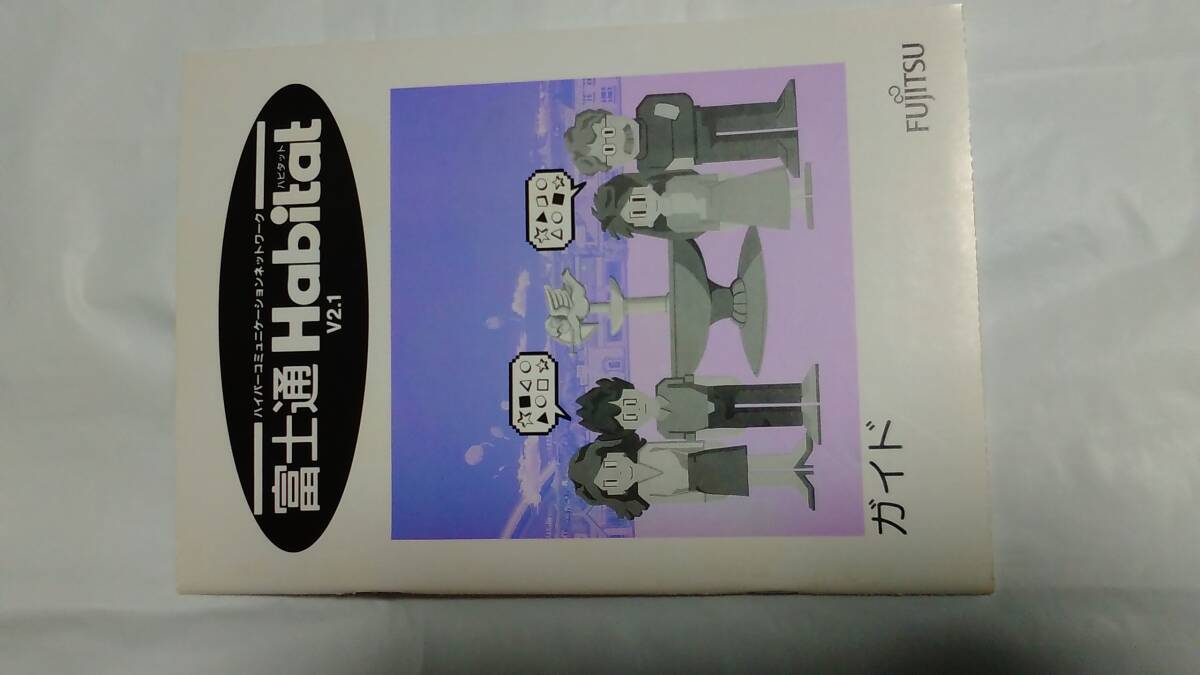 ハイパーコミュニケーションネットワーク
富士通 Habitat
ハビタット
V2.1
ガイド
FUJITSU